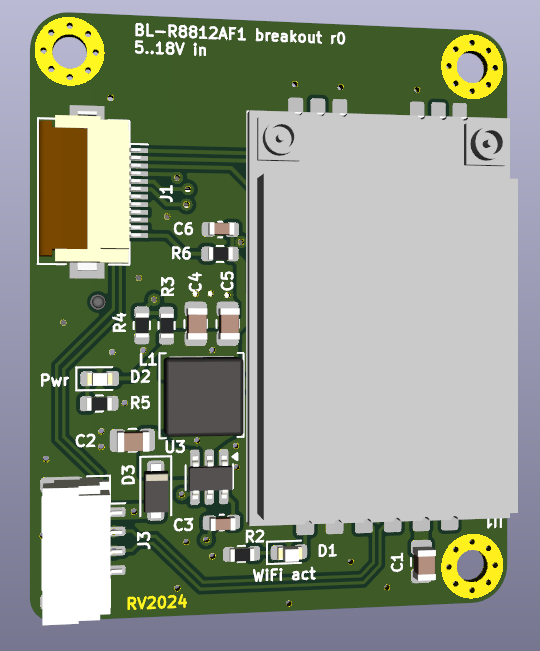 BL-R8812AF1 breakout r0
5..18V in
J1
C6
R6
R3
C4
C5
R4
L1
Pwr
D2
R5
C2
U3
D3
C3
J3
R2
D1
WiFi act
C1
RV2024